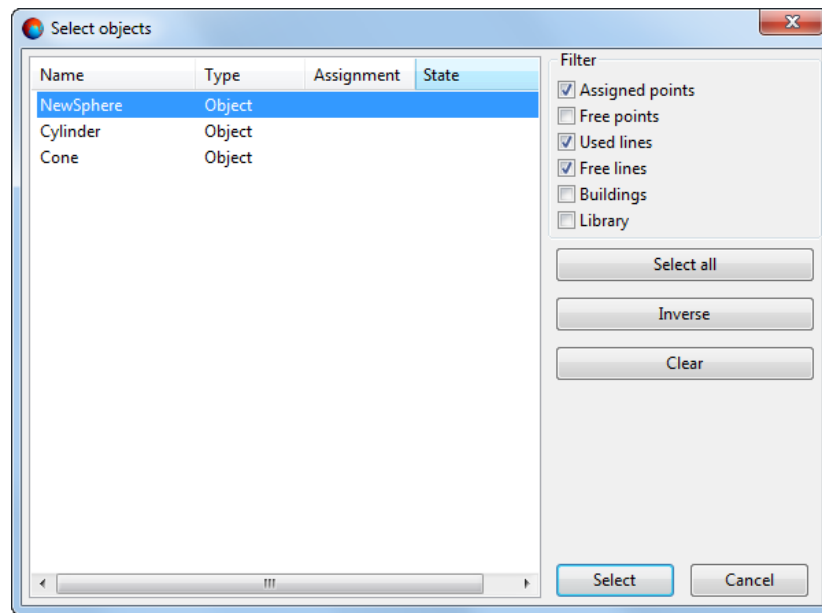 Select objects
Name Type Assignment State
NewSphere Object
Cylinder Object
Cone Object
Filter
Assigned points
Free points
Used lines
Free lines
Buildings
Library
Select all
Inverse
Clear
Select Cancel